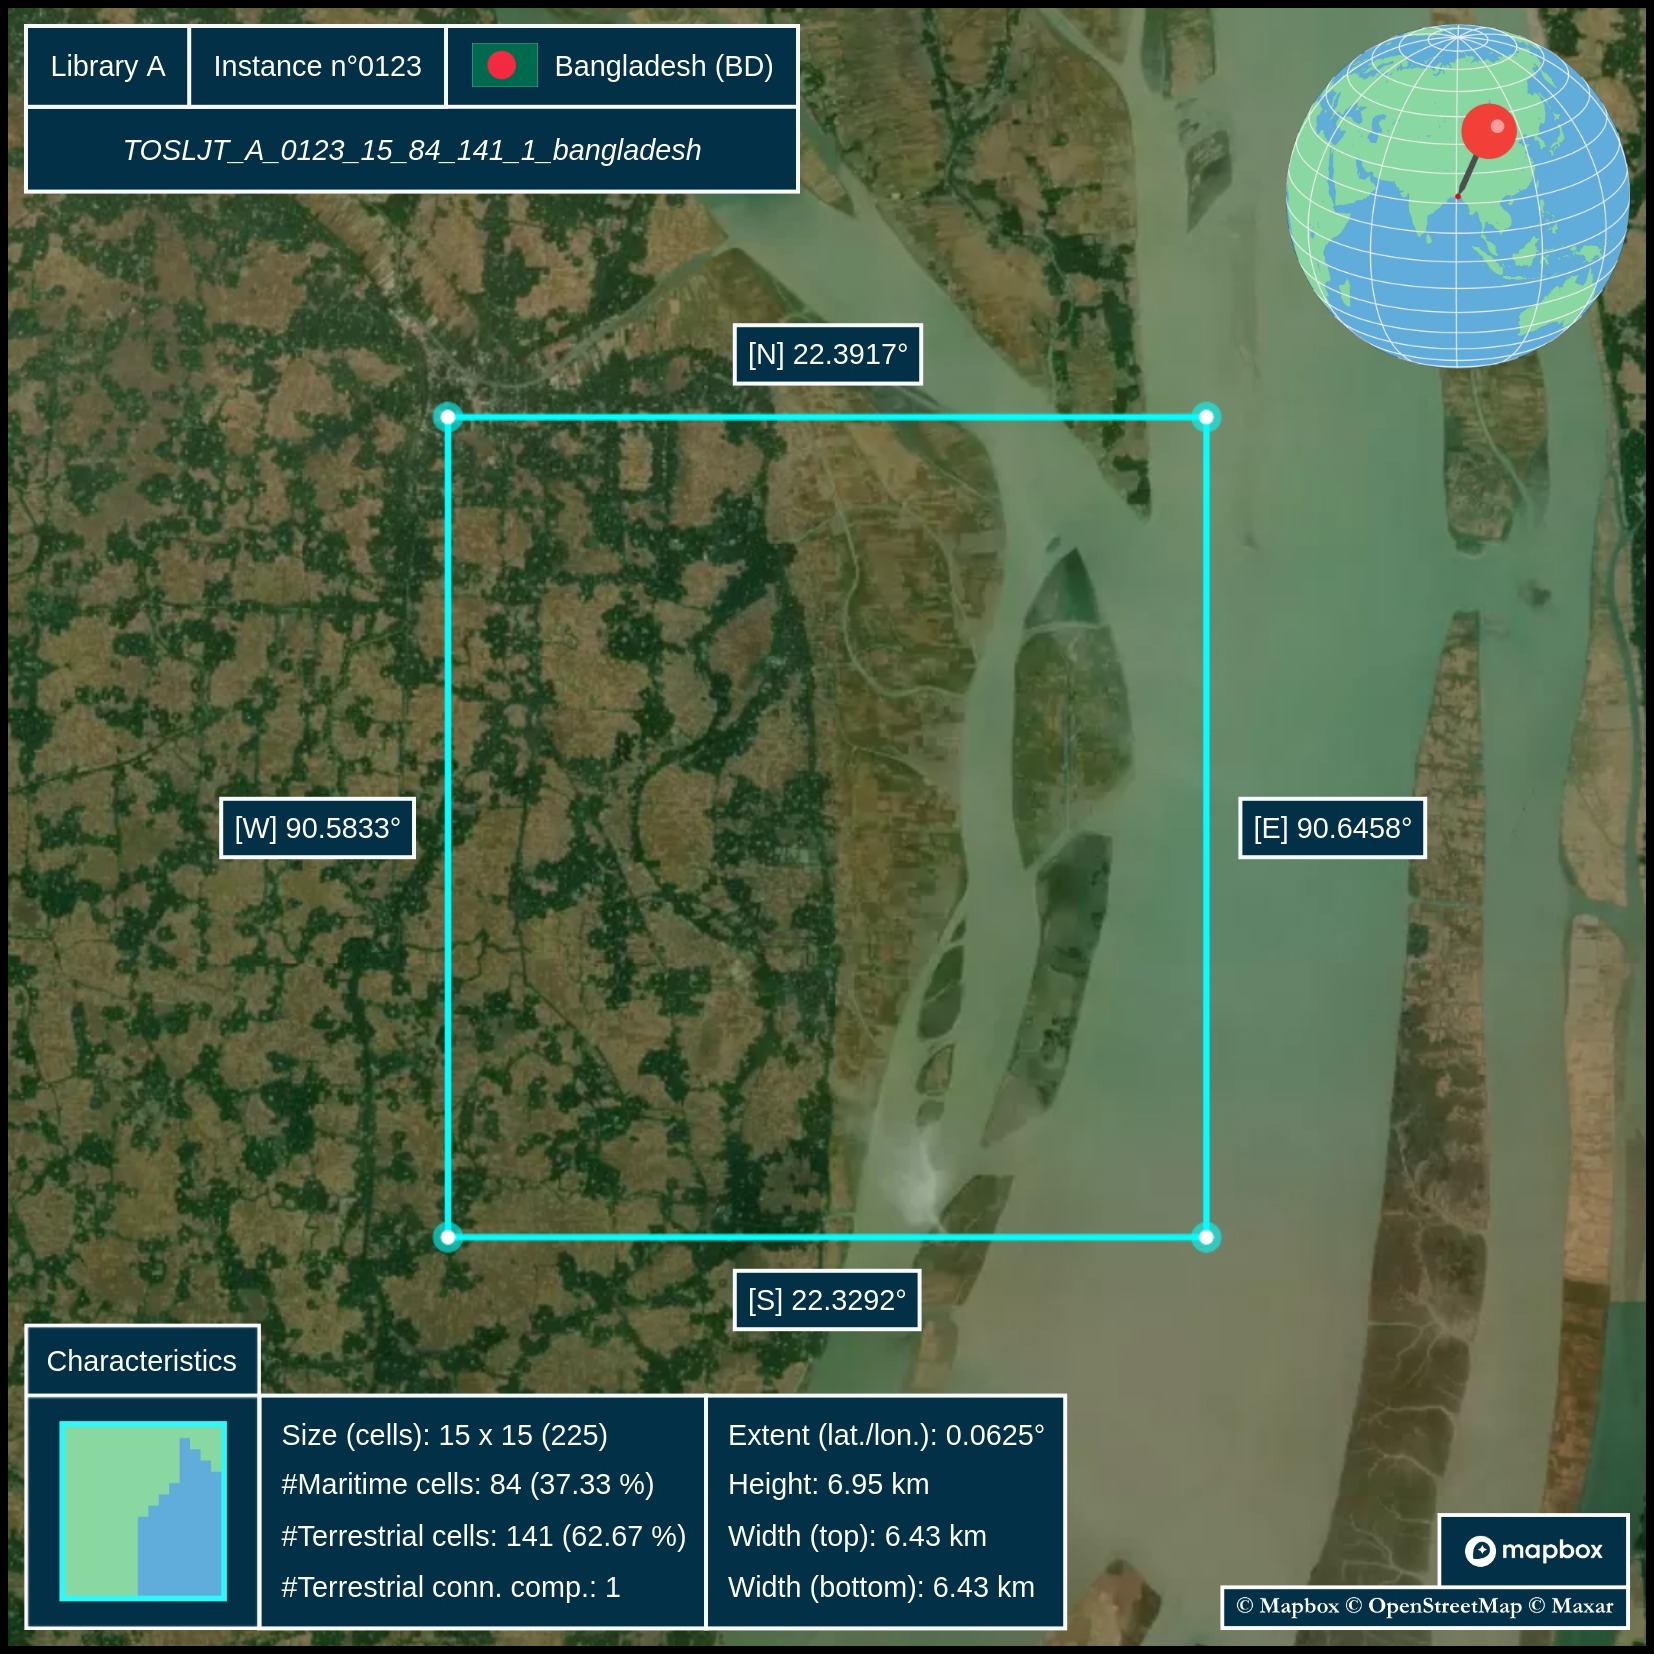 Library A
Instance n°0123
Bangladesh (BD)
TOSLJT_A_0123_15_84_141_1_bangladesh
[N] 22.3917°
[W] 90.5833°
[E] 90.6458°
[S] 22.3292°
Characteristics
Size (cells): 15 x 15 (225)
#Maritime cells: 84 (37.33 %)
#Terrestrial cells: 141 (62.67 %)
#Terrestrial conn. comp.: 1
Extent (lat./lon.): 0.0625°
Height: 6.95 km
Width (top): 6.43 km
Width (bottom): 6.43 km
mapbox
© Mapbox © OpenStreetMap © Maxar